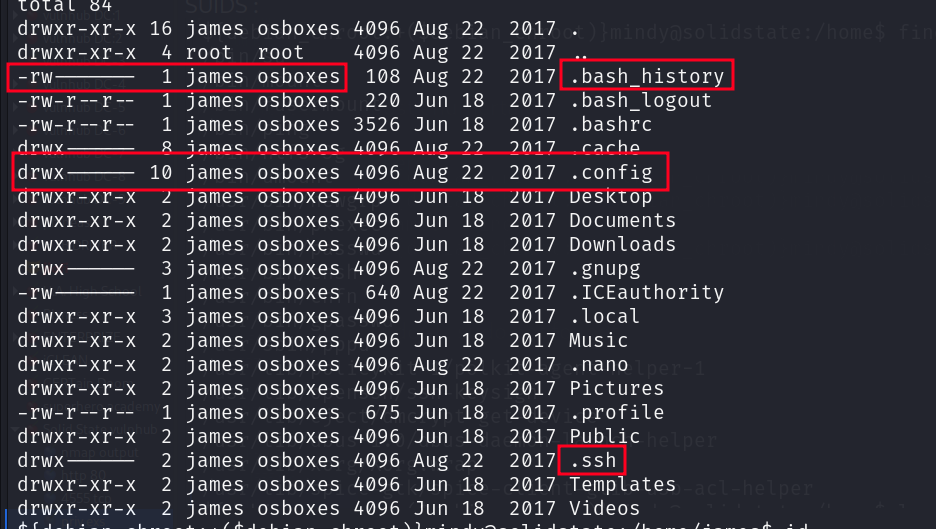 total 84
drwxr-xr-x 16 james osboxes 4096 Aug 22  2017 .
drwxr-xr-x  4 root  root    4096 Aug 22  2017 ..
-rw-------  1 james osboxes  108 Aug 22  2017 .bash_history
-rw-r--r--  1 james osboxes  220 Jun 18  2017 .bash_logout
-rw-r--r--  1 james osboxes 3526 Jun 18  2017 .bashrc
drwx------  8 james osboxes 4096 Aug 22  2017 .cache
drwx------ 10 james osboxes 4096 Aug 22  2017 .config
drwxr-xr-x  2 james osboxes 4096 Jun 18  2017 Desktop
drwxr-xr-x  2 james osboxes 4096 Jun 18  2017 Documents
drwxr-xr-x  2 james osboxes 4096 Jun 18  2017 Downloads
drwx------  3 james osboxes 4096 Aug 22  2017 .gnupg
-rw-------  1 james osboxes  640 Aug 22  2017 .ICEauthority
drwxr-xr-x  3 james osboxes 4096 Jun 18  2017 .local
drwxr-xr-x  2 james osboxes 4096 Jun 18  2017 Music
drwxr-xr-x  2 james osboxes 4096 Aug 22  2017 .nano
drwxr-xr-x  2 james osboxes 4096 Jun 18  2017 Pictures
-rw-r--r--  1 james osboxes  675 Jun 18  2017 .profile
drwxr-xr-x  2 james osboxes 4096 Jun 18  2017 Public
drwx------  2 james osboxes 4096 Aug 22  2017 .ssh
drwxr-xr-x  2 james osboxes 4096 Jun 18  2017 Templates
drwxr-xr-x  2 james osboxes 4096 Jun 18  2017 Videos
${debian_chroot:+($debian_chroot)}mindy@solidstate:/home/james$ id